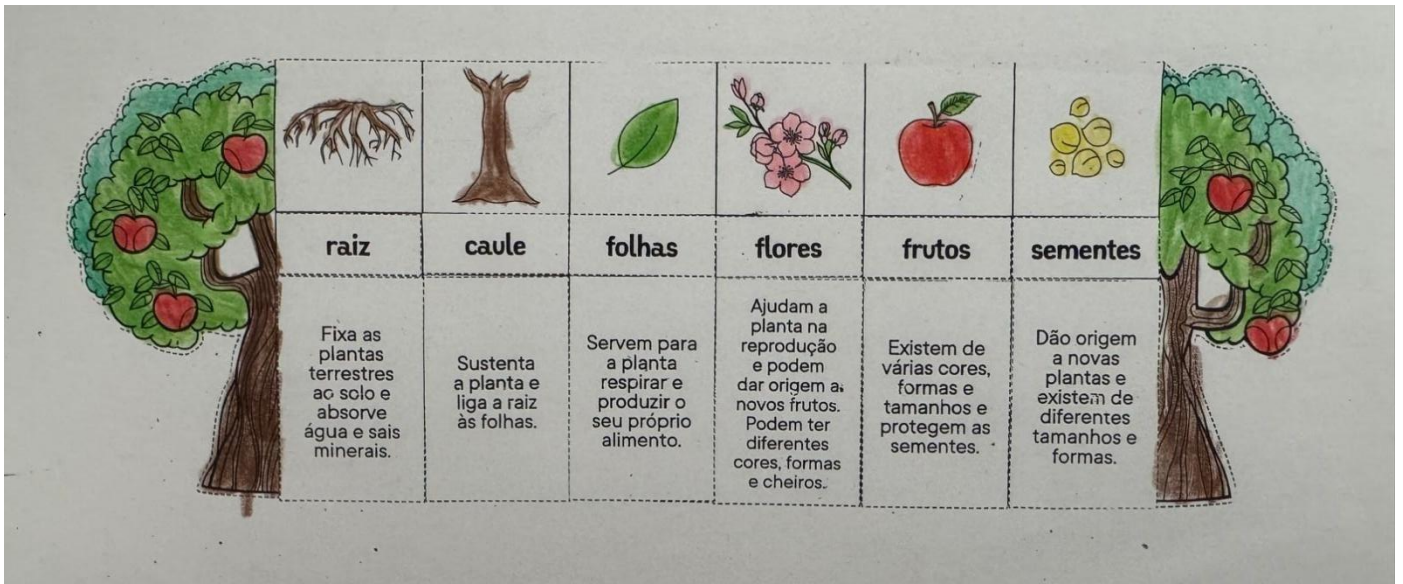 raiz
caule
folhas
flores
frutos
sementes
Fixa as
plantas
terrestres
ao solo e
absorve
água e sais
minerais.
Sustenta
a planta e
liga a raiz
às folhas.
Servem para
a planta
respirar e
produzir o
seu próprio
alimento.
Ajudam a
planta na
reprodução
e podem
dar origem a
novos frutos.
Podem ter
diferentes
cores, formas
e cheiros.
Existem de
várias cores,
formas e
tamanhos e
protegem as
sementes.
Dão origem
a novas
plantas e
existem de
diferentes
tamanhos e
formas.